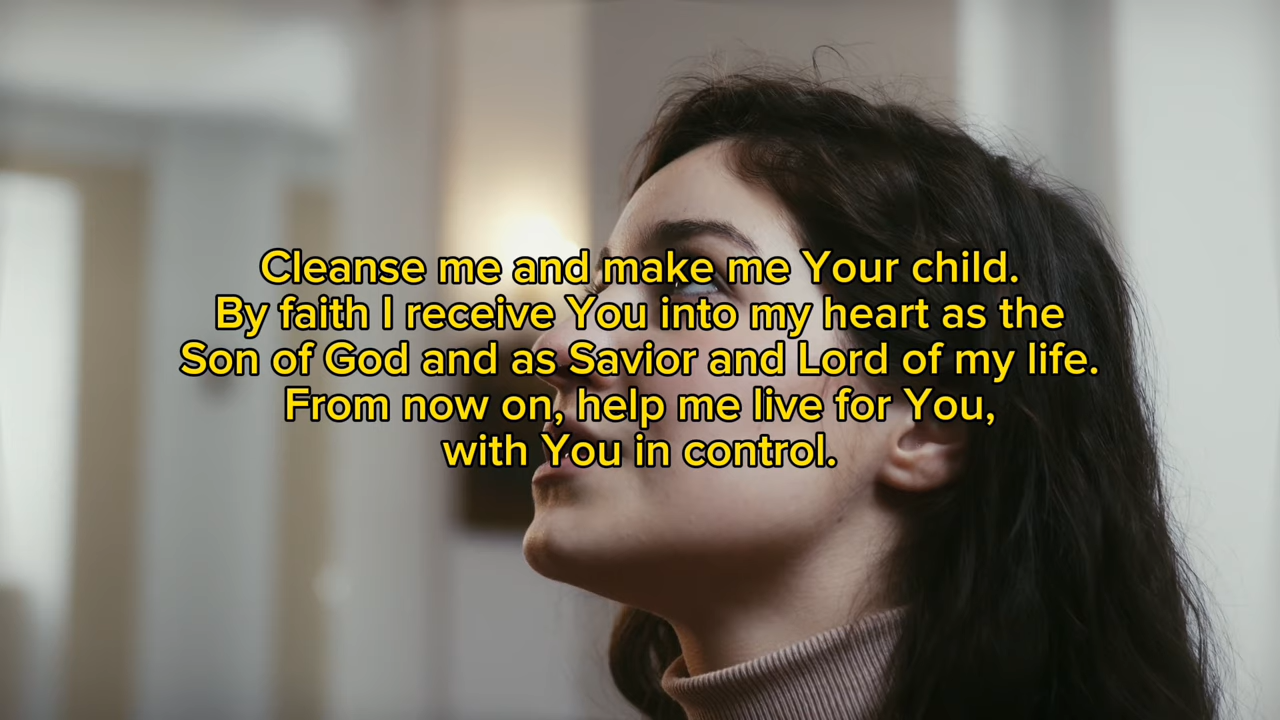 Cleanse me and make me Your child.
By faith I receive You into my heart as the
Son of God and as Savior and Lord of my life.
From now on, help me live for You,
with You in control.